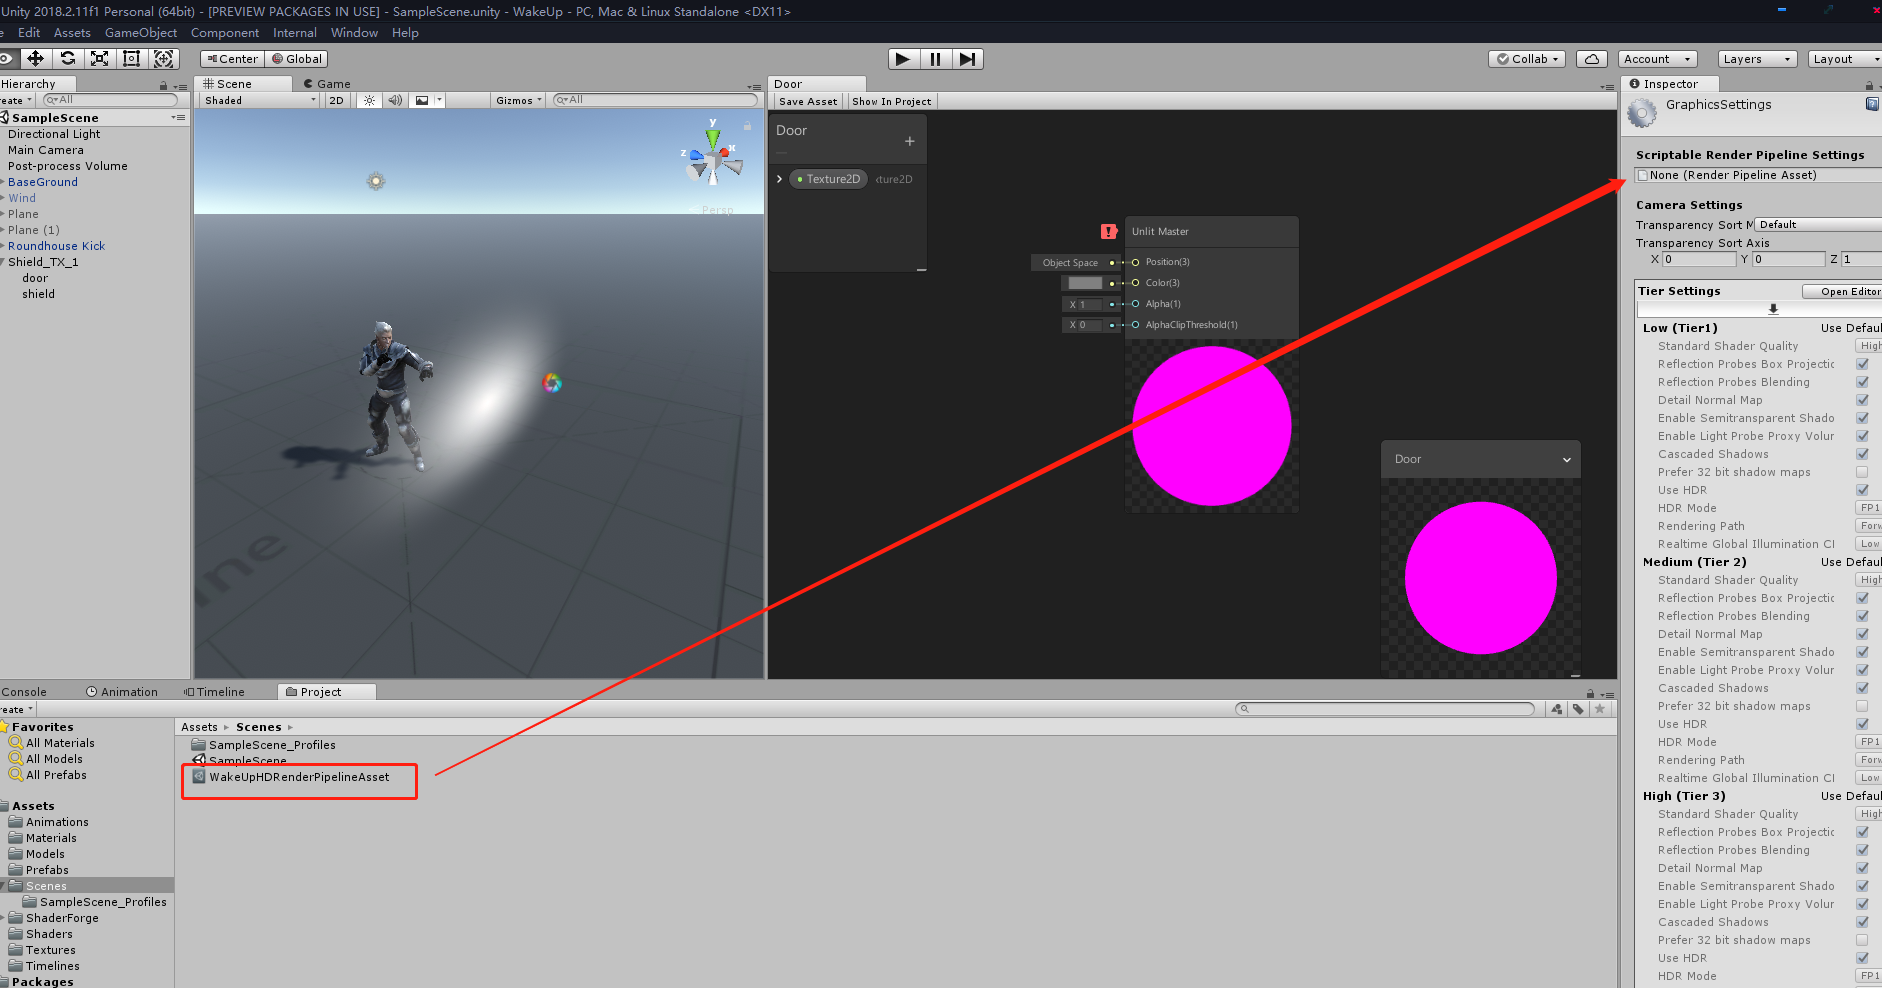 Unity 2018.2.11f1 Personal (64bit) - [PREVIEW PACKAGES IN USE] - SampleScene.unity - WakeUp - PC, Mac & Linux Standalone <DX11>
e Edit Assets GameObject Component Internal Window Help
Center Global
Collab Account Layers Layout
Hierarchy
reate All
SampleScene
Directional Light
Main Camera
Post-process Volume
BaseGround
Wind
Plane
Plane (1)
Roundhouse Kick
Shield_TX_1
door
shield
Scene Game
Shaded 2D Gizmos All
y
x
z
Persp
ine
Door
Save Asset Show In Project
Door
+
Texture2D xture2D
Unlit Master
Object Space Position(3)
Color(3)
X 1 Alpha(1)
X 0 AlphaClipThreshold(1)
Door
Inspector
GraphicsSettings
Scriptable Render Pipeline Settings
None (Render Pipeline Asset)
Camera Settings
Transparency Sort M Default
Transparency Sort Axis
X 0 Y 0 Z 1
Tier Settings Open Editor
Low (Tier1) Use Defaul
Standard Shader Quality High
Reflection Probes Box Projectic
Reflection Probes Blending
Detail Normal Map
Enable Semitransparent Shado
Enable Light Probe Proxy Volur
Cascaded Shadows
Prefer 32 bit shadow maps
Use HDR
HDR Mode FP1
Rendering Path Forw
Realtime Global Illumination CI Low
Medium (Tier 2) Use Defaul
Standard Shader Quality High
Reflection Probes Box Projectic
Reflection Probes Blending
Detail Normal Map
Enable Semitransparent Shado
Enable Light Probe Proxy Volur
Cascaded Shadows
Prefer 32 bit shadow maps
Use HDR
HDR Mode FP1
Rendering Path Forw
Realtime Global Illumination CI Low
High (Tier 3) Use Defaul
Standard Shader Quality High
Reflection Probes Box Projectic
Reflection Probes Blending
Detail Normal Map
Enable Semitransparent Shado
Enable Light Probe Proxy Volur
Cascaded Shadows
Prefer 32 bit shadow maps
Use HDR
HDR Mode FP1
Console Animation Timeline Project
reate
Favorites
All Materials
All Models
All Prefabs
Assets
Animations
Materials
Models
Prefabs
Scenes
SampleScene_Profiles
ShaderForge
Shaders
Textures
Timelines
Packages
Assets Scenes
SampleScene_Profiles
SampleScene
WakeUpHDRenderPipelineAsset